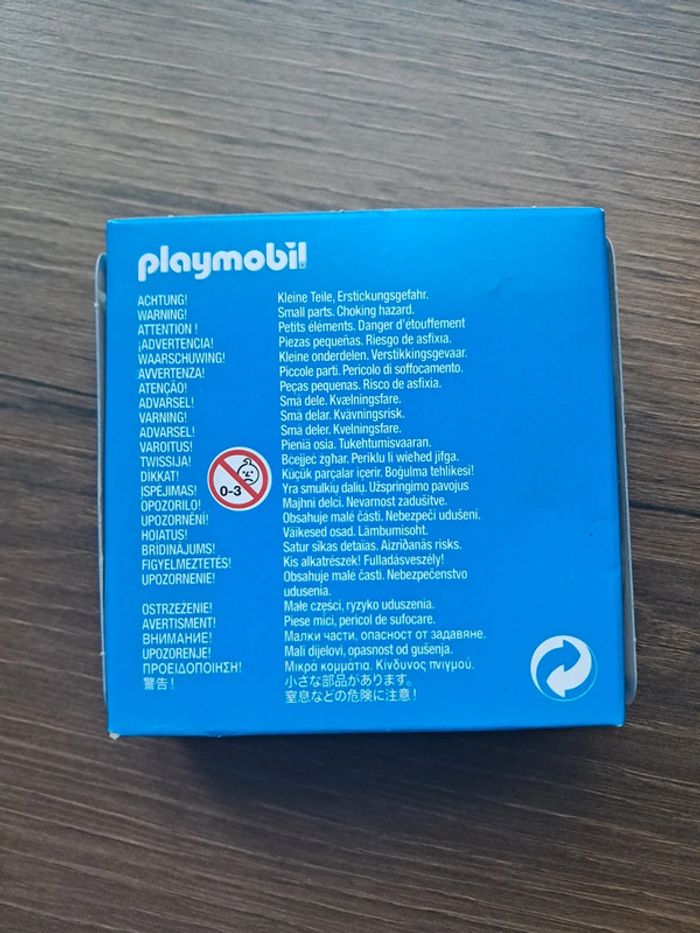 playmobil
ACHTUNG! Kleine Teile, Erstickungsgefahr.
WARNING! Small parts. Choking hazard.
ATTENTION ! Petits éléments. Danger d'étouffement
¡ADVERTENCIA! Piezas pequeñas. Riesgo de asfixia.
WAARSCHUWING! Kleine onderdelen. Verstikkingsgevaar.
AVVERTENZA! Piccole parti. Pericolo di soffocamento.
ATENÇÃO! Peças pequenas. Risco de asfixia.
ADVARSEL! Små dele. Kvælningsfare.
VARNING! Små delar. Kvävningsrisk.
ADVARSEL! Små deler. Kvelningsfare.
VAROITUS! Pieniä osia. Tukehtumisvaaran.
TWISSIJA! Bċejjeċ żgħar. Periklu li wieħed jifga.
DIKKAT! Küçük parçalar içerir. Boğulma tehlikesi!
ĮSPĖJIMAS! Yra smulkių dalių. Užspringimo pavojus
OPOZORILO! Majhni delci. Nevarnost zadušitve.
UPOZORNĚNÍ! Obsahuje malé části. Nebezpečí udušení.
HOIATUS! Väikesed osad. Lämbumisoht.
BRĪDINĀJUMS! Satur sīkas detaļas. Aizrīšanās risks.
FIGYELMEZTETÉS! Kis alkatrészek! Fulladásveszély!
UPOZORNENIE! Obsahuje malé časti. Nebezpečenstvo
udusenia.
OSTRZEŻENIE! Małe części, ryzyko uduszenia.
AVERTISMENT! Piese mici, pericol de sufocare.
ВНИМАНИЕ! Малки части, опасност от задавяне.
UPOZORENJE! Mali dijelovi, opasnost od gušenja.
ΠΡΟΕΙΔΟΠΟΙΗΣΗ! Μικρά κομμάτια. Κίνδυνος πνιγμού.
警告! 小さな部品があります。
窒息などの危険に注意!
0-3